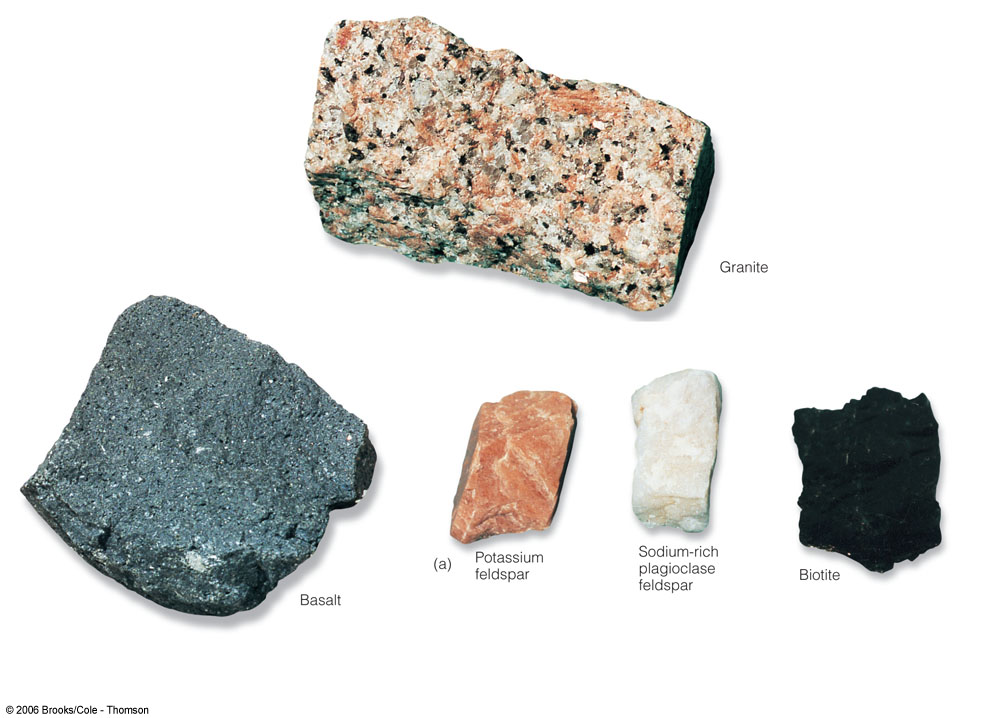 Granite
Basalt
(a)
Potassium
feldspar
Sodium-rich
plagioclase
feldspar
Biotite
© 2006 Brooks/Cole - Thomson